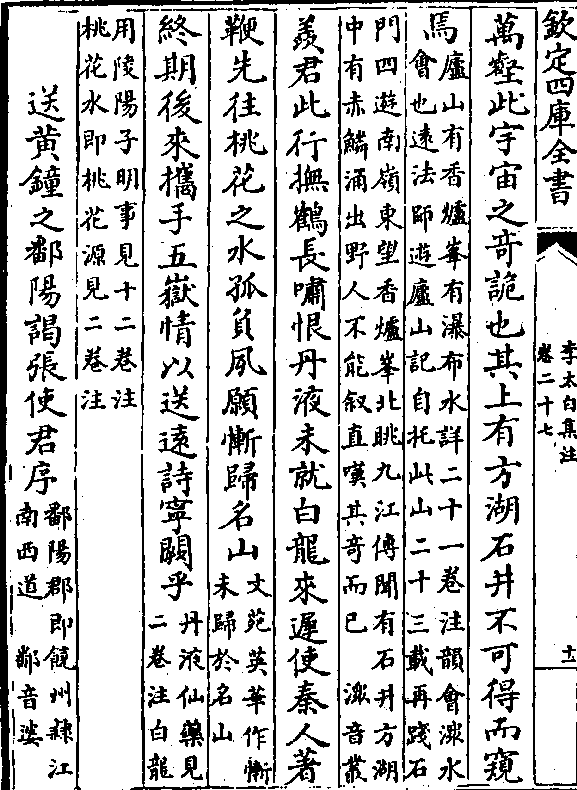 欽定四庫全書
李太白集注
卷二十七
萬壑此宇宙之奇詭也其上有方湖石井不可得而窺
焉
廬山有香爐峯有瀑布水詳二十一卷注韻會潨水
會也遠法師遊廬山記自托此山二十三載再踐石
門四遊南嶺東望香爐峯北眺九江傳聞有石井方湖
中有赤鱗涌出野人不能叙直嘆其奇而已 潨音叢
羨君此行撫鶴長嘯恨丹液未就白龍來遲使秦人著
鞭先往桃花之水孤負夙願慚歸名山
文苑英華作慚
未歸於名山
終期後來攜手五嶽情以送遠詩寧闕乎
丹液仙藥見
二卷注白龍
用陵陽子明事見十二卷注
桃花水即桃花源見二卷注
送黃鐘之鄱陽謁張使君序
鄱陽郡即饒州隸江
南西道 鄱音婆